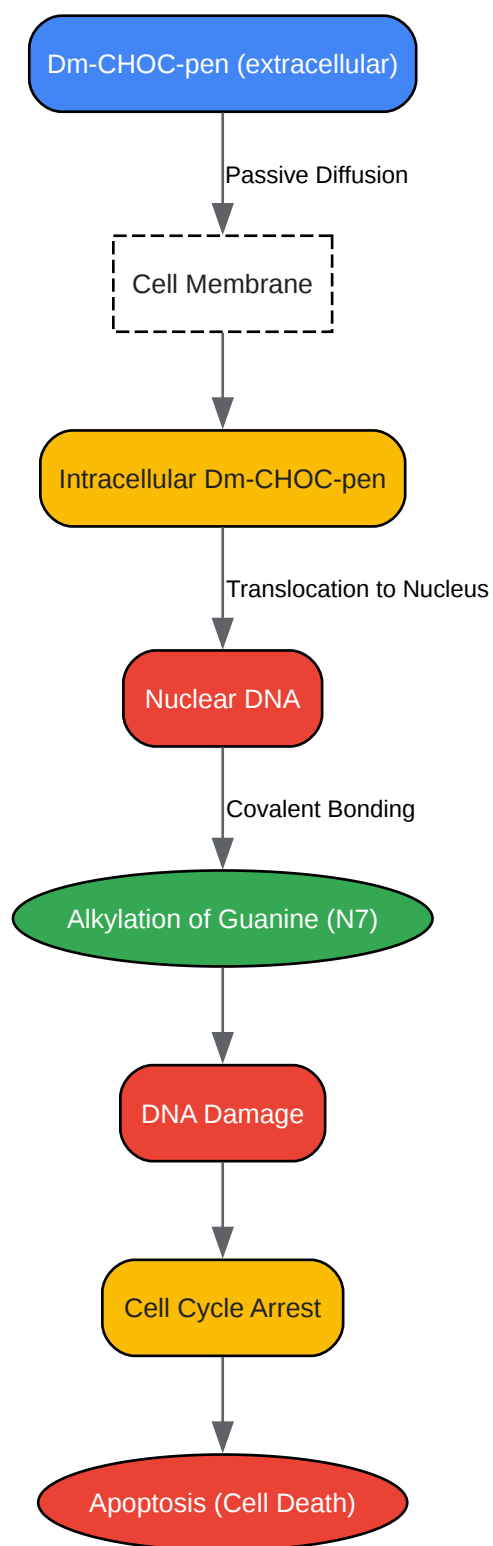 Dm-CHOC-pen (extracellular)
Passive Diffusion
Cell Membrane
Intracellular Dm-CHOC-pen
Translocation to Nucleus
Nuclear DNA
Covalent Bonding
Alkylation of Guanine (N7)
DNA Damage
Cell Cycle Arrest
Apoptosis (Cell Death)